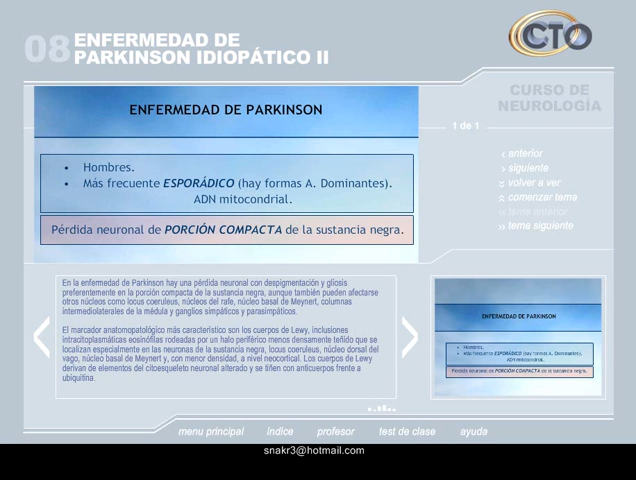 08 ENFERMEDAD DE
PARKINSON IDIOPÁTICO II
CTO
CURSO DE
NEUROLOGÍA
1 de 1
ENFERMEDAD DE PARKINSON
• Hombres.
• Más frecuente ESPORÁDICO (hay formas A. Dominantes).
ADN mitocondrial.
Pérdida neuronal de PORCIÓN COMPACTA de la sustancia negra.
‹ anterior
› siguiente
volver a ver
comenzar tema
‹‹ tema anterior
›› tema siguiente
En la enfermedad de Parkinson hay una pérdida neuronal con despigmentación y gliosis
preferentemente en la porción compacta de la sustancia negra, aunque también pueden afectarse
otros núcleos como locus coeruleus, núcleos del rafe, núcleo basal de Meynert, columnas
intermediolaterales de la médula y ganglios simpáticos y parasimpáticos.
El marcador anatomopatológico más característico son los cuerpos de Lewy, inclusiones
intracitoplasmáticas eosinófilas rodeadas por un halo periférico menos densamente teñido que se
localizan especialmente en las neuronas de la sustancia negra, locus coeruleus, núcleo dorsal del
vago, núcleo basal de Meynert y, con menor densidad, a nivel neocortical. Los cuerpos de Lewy
derivan de elementos del citoesqueleto neuronal alterado y se tiñen con anticuerpos frente a
ubiquitina.
ENFERMEDAD DE PARKINSON
• Hombres.
• Más frecuente ESPORÁDICO (hay formas A. Dominantes).
ADN mitocondrial.
Pérdida neuronal de PORCIÓN COMPACTA de la sustancia negra.
menu principal índice profesor test de clase ayuda
snakr3@hotmail.com